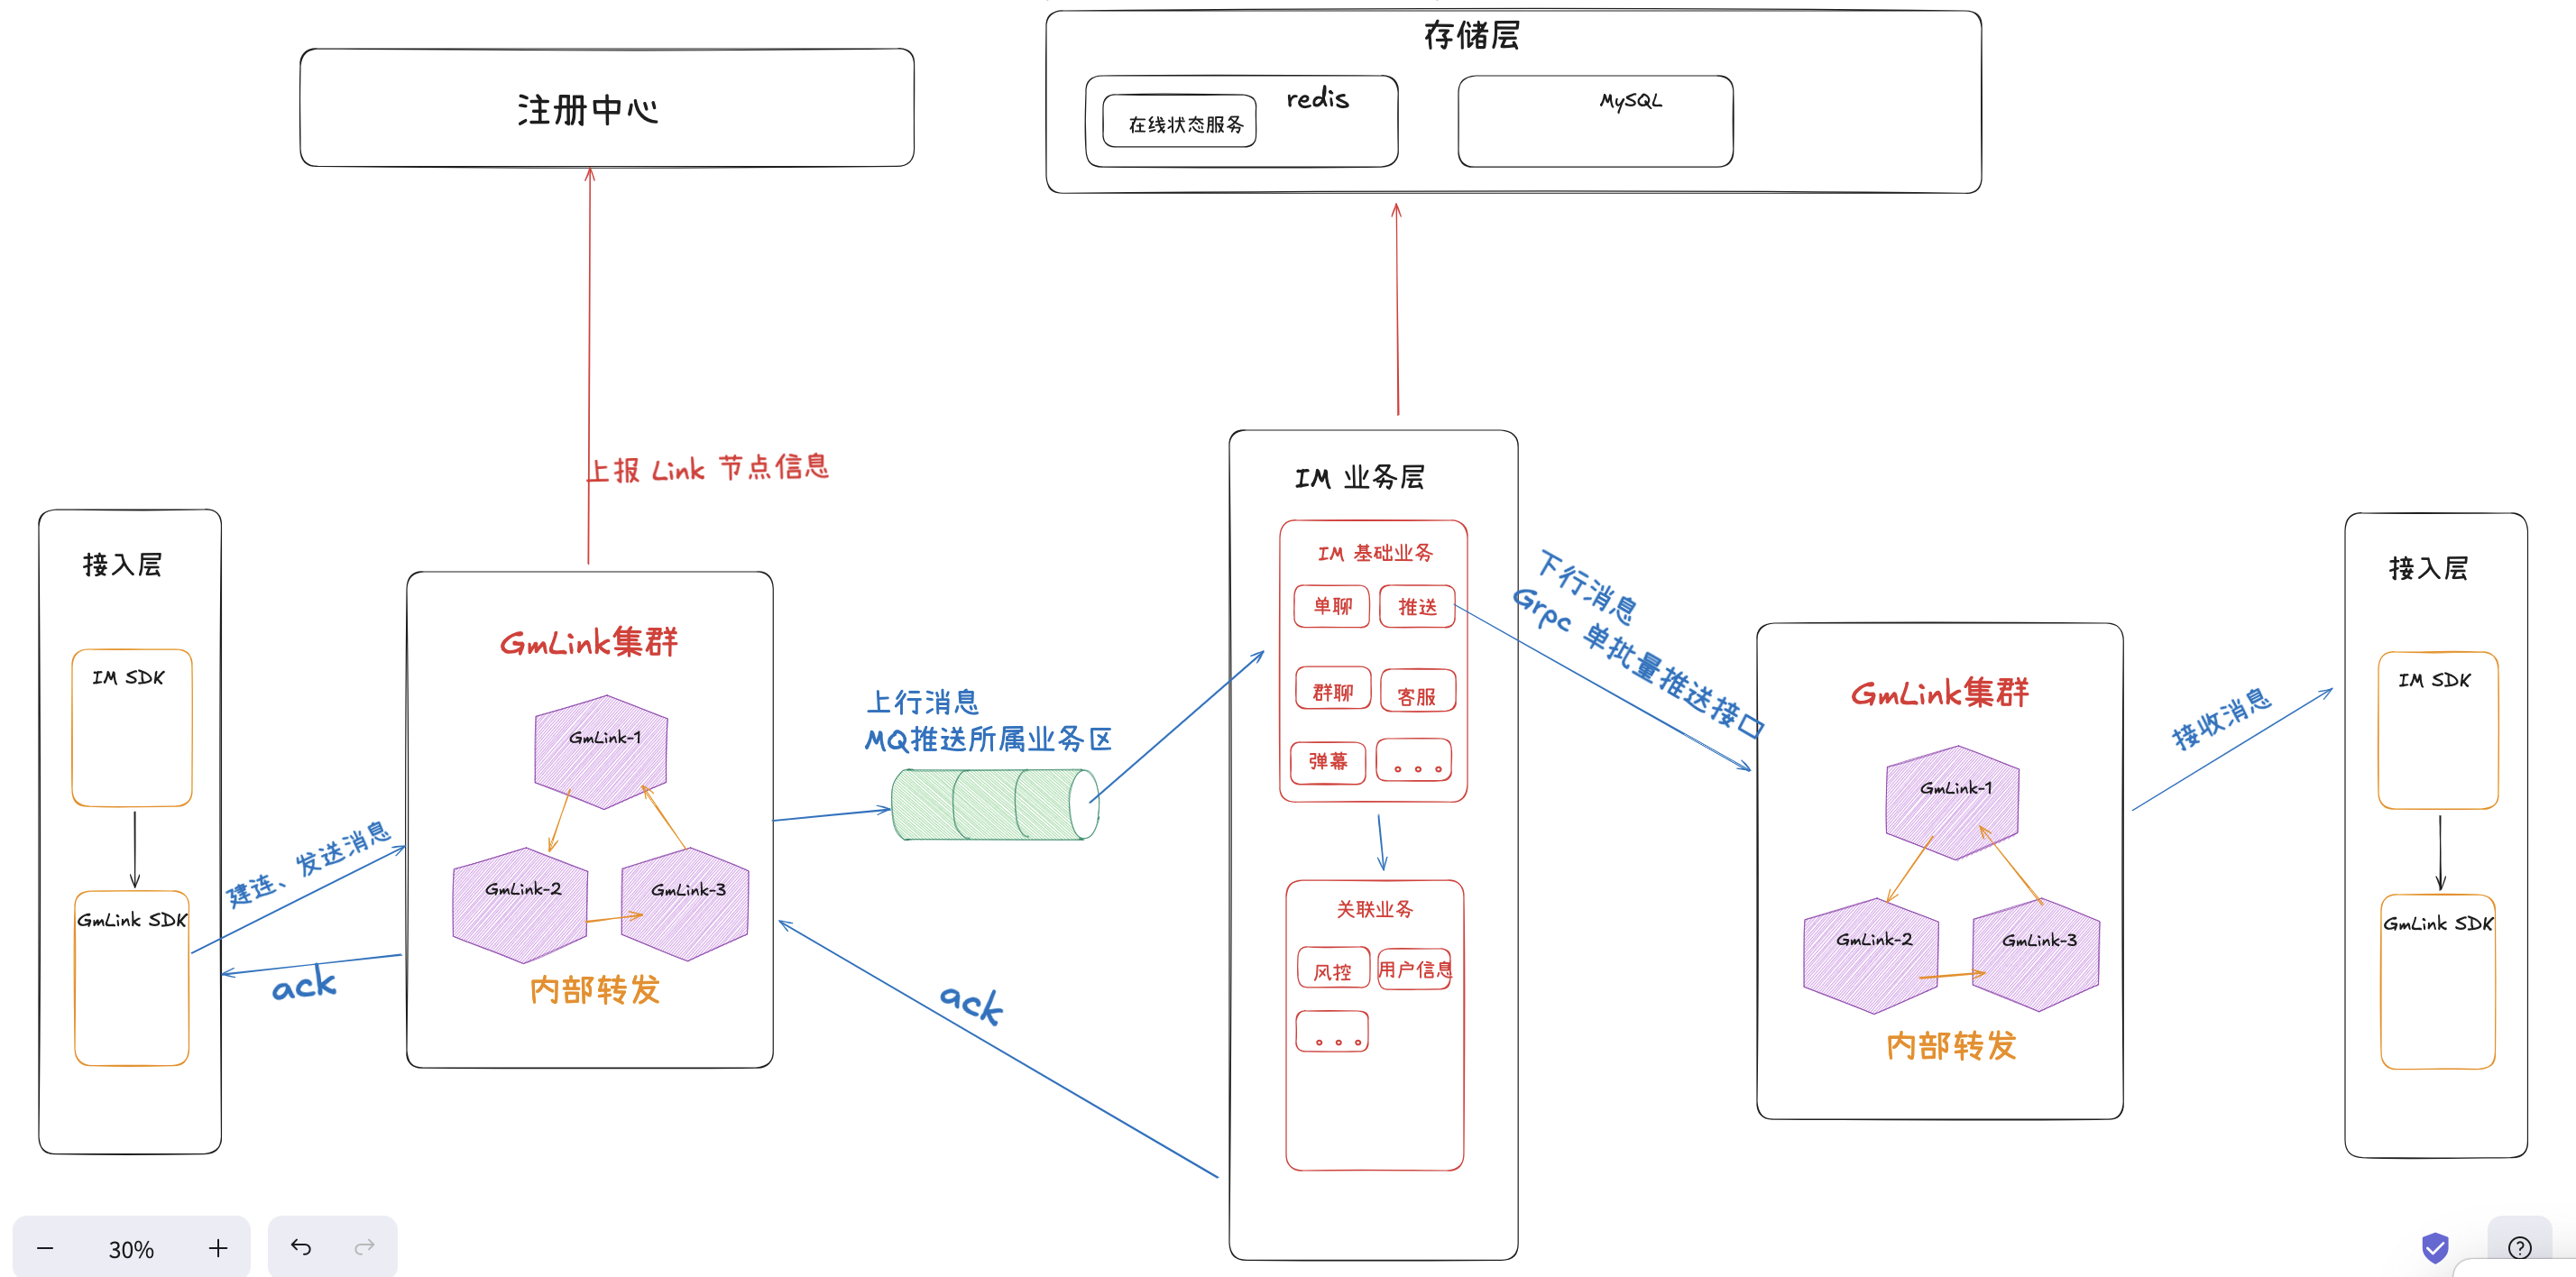 存储层
注册中心
redis
MySQL
在线状态服务
上报 Link 节点信息
IM 业务层
接入层
IM 基础业务
下行消息
Grpc 单批量推送接口
接入层
单聊
推送
GmLink集群
IM SDK
上行消息
MQ推送所属业务区
群聊
客服
GmLink集群
接收消息
IM SDK
GmLink-1
弹幕
GmLink-1
建连、发送消息
GmLink SDK
GmLink-2
GmLink-3
关联业务
GmLink-2
GmLink-3
GmLink SDK
风控
用户信息
ack
内部转发
ack
内部转发
30%